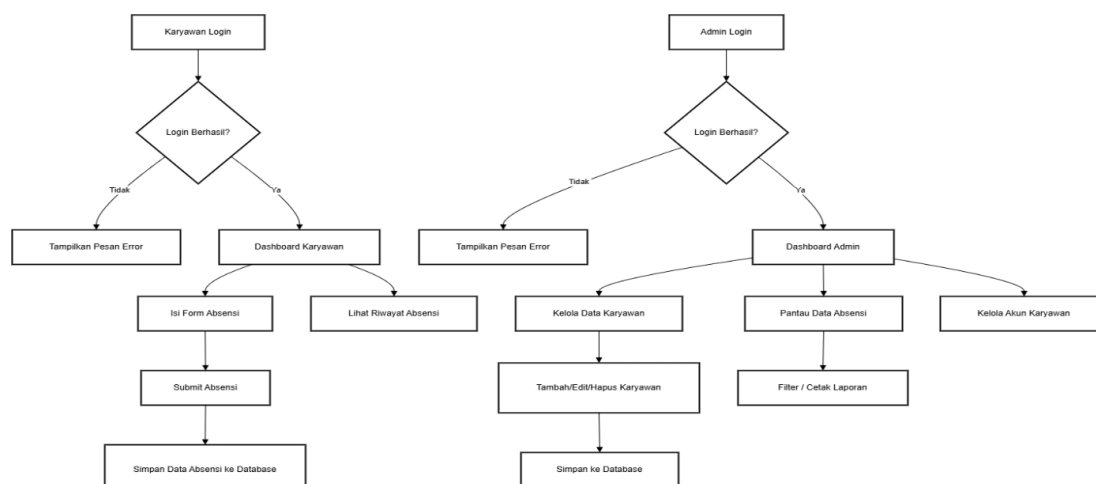 Karyawan Login
Admin Login
Login Berhasil?
Login Berhasil?
Tidak
Ya
Tidak
Ya
Tampilkan Pesan Error
Dashboard Karyawan
Tampilkan Pesan Error
Dashboard Admin
Isi Form Absensi
Lihat Riwayat Absensi
Kelola Data Karyawan
Pantau Data Absensi
Kelola Akun Karyawan
Submit Absensi
Tambah/Edit/Hapus Karyawan
Filter / Cetak Laporan
Simpan Data Absensi ke Database
Simpan ke Database